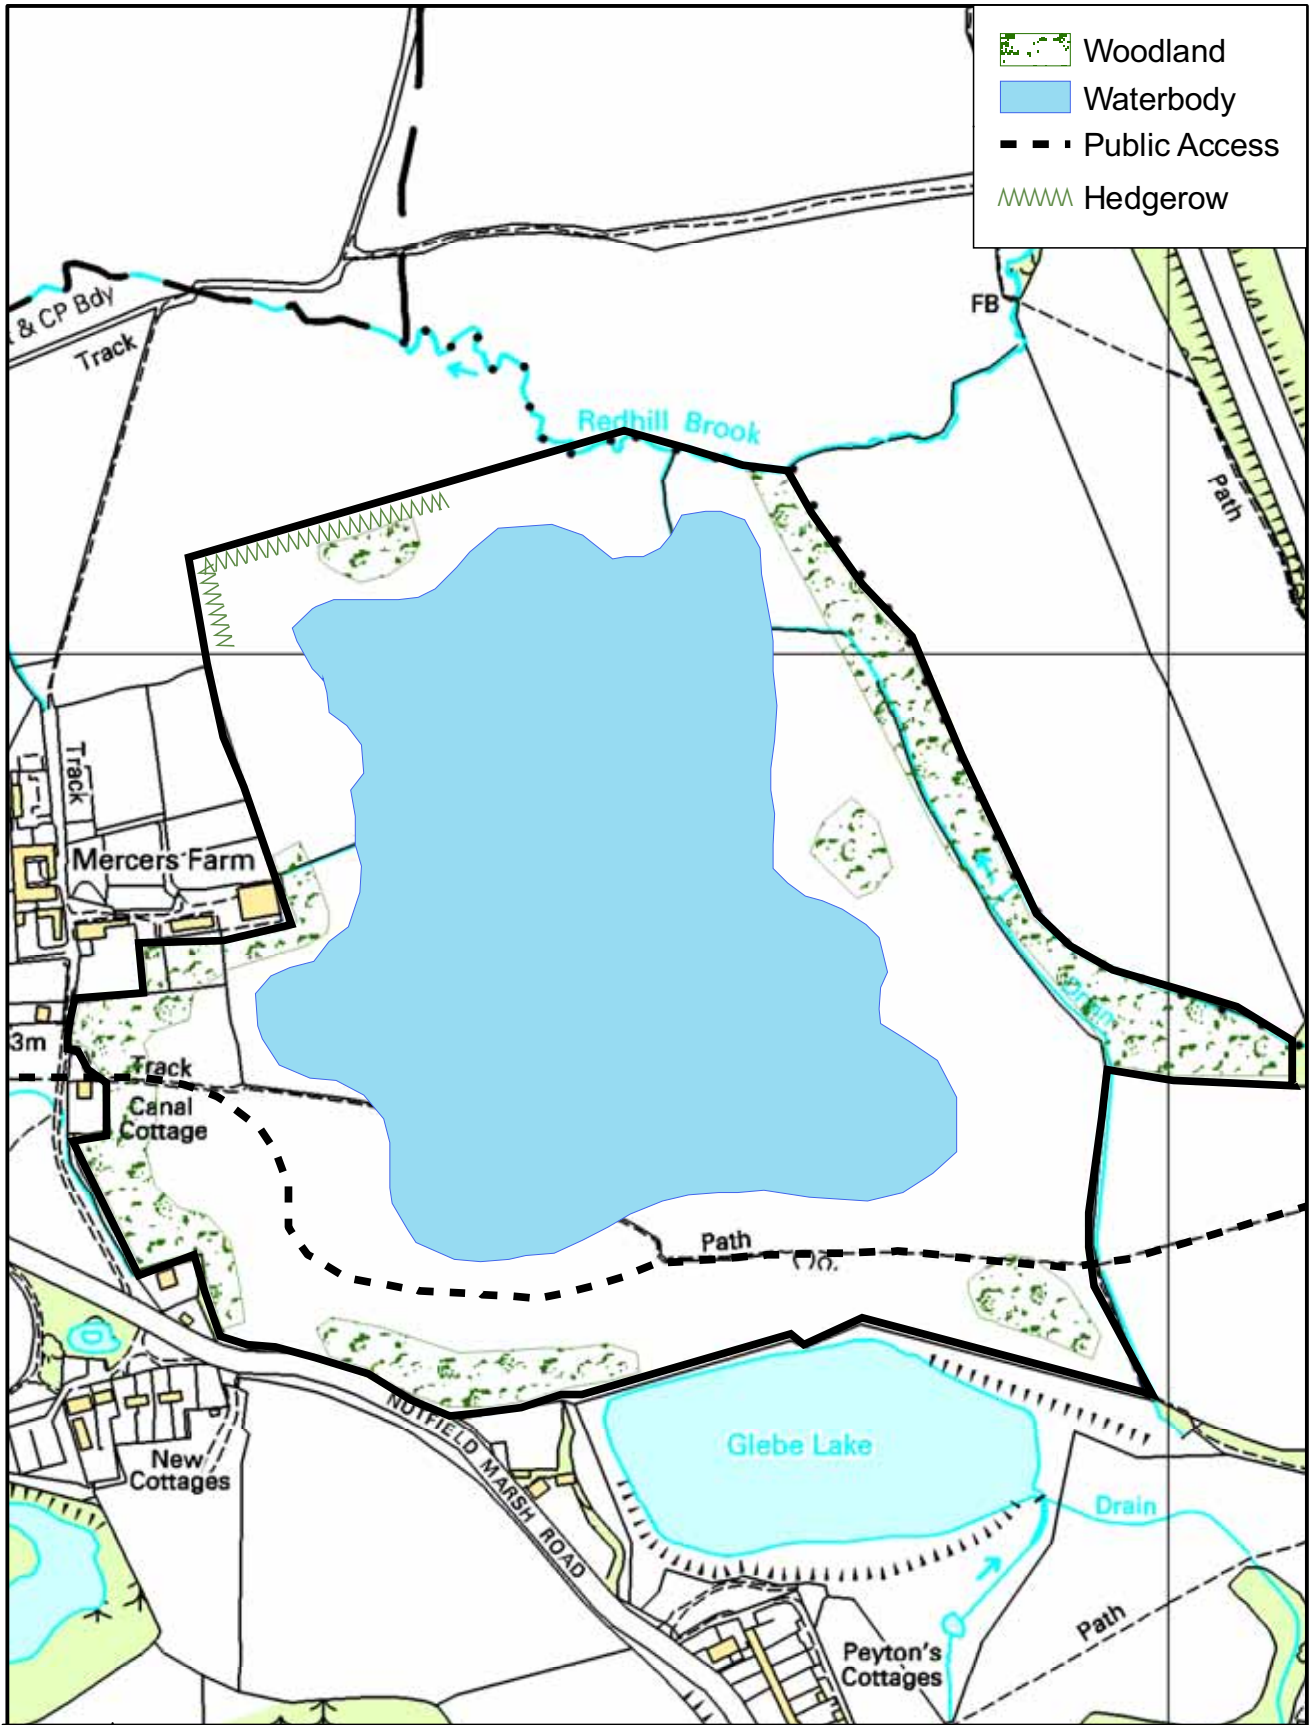 Woodland
Waterbody
Public Access
Hedgerow
& CP Bdy
Track
FB
Redhill Brook
Path
Track
Mercers Farm
Drain
3m
Track
Canal
Cottage
Path
NUTFIELD MARSH ROAD
Glebe Lake
New
Cottages
Drain
Path
Peyton's
Cottages